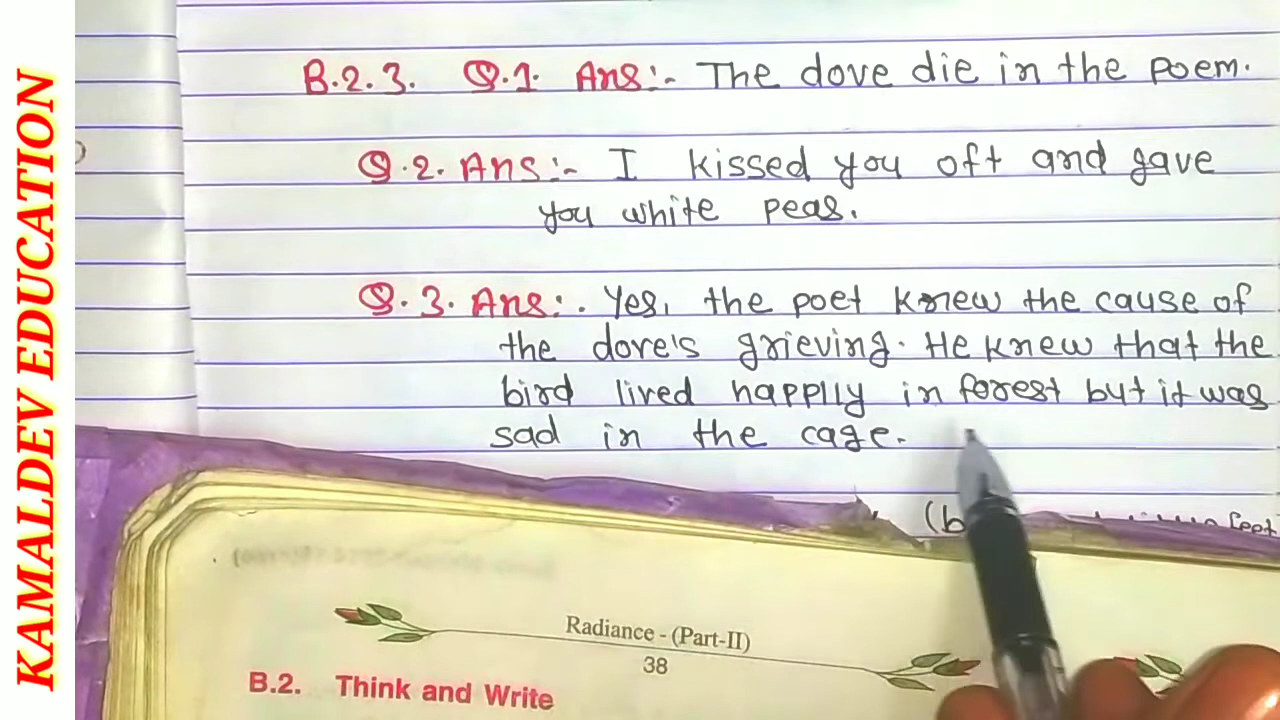 KAMALDEV EDUCATION
B.2.3. Q.1. Ans:- The dove die in the poem.
Q.2. Ans:- I kissed you oft and gave
you white peas.
Q.3. Ans:. Yes, the poet knew the cause of
the dove's grieving. He knew that the
bird lived happlly in forest but it was
sad in the cage.
(b
Radiance - (Part-II)
38
B.2. Think and Write